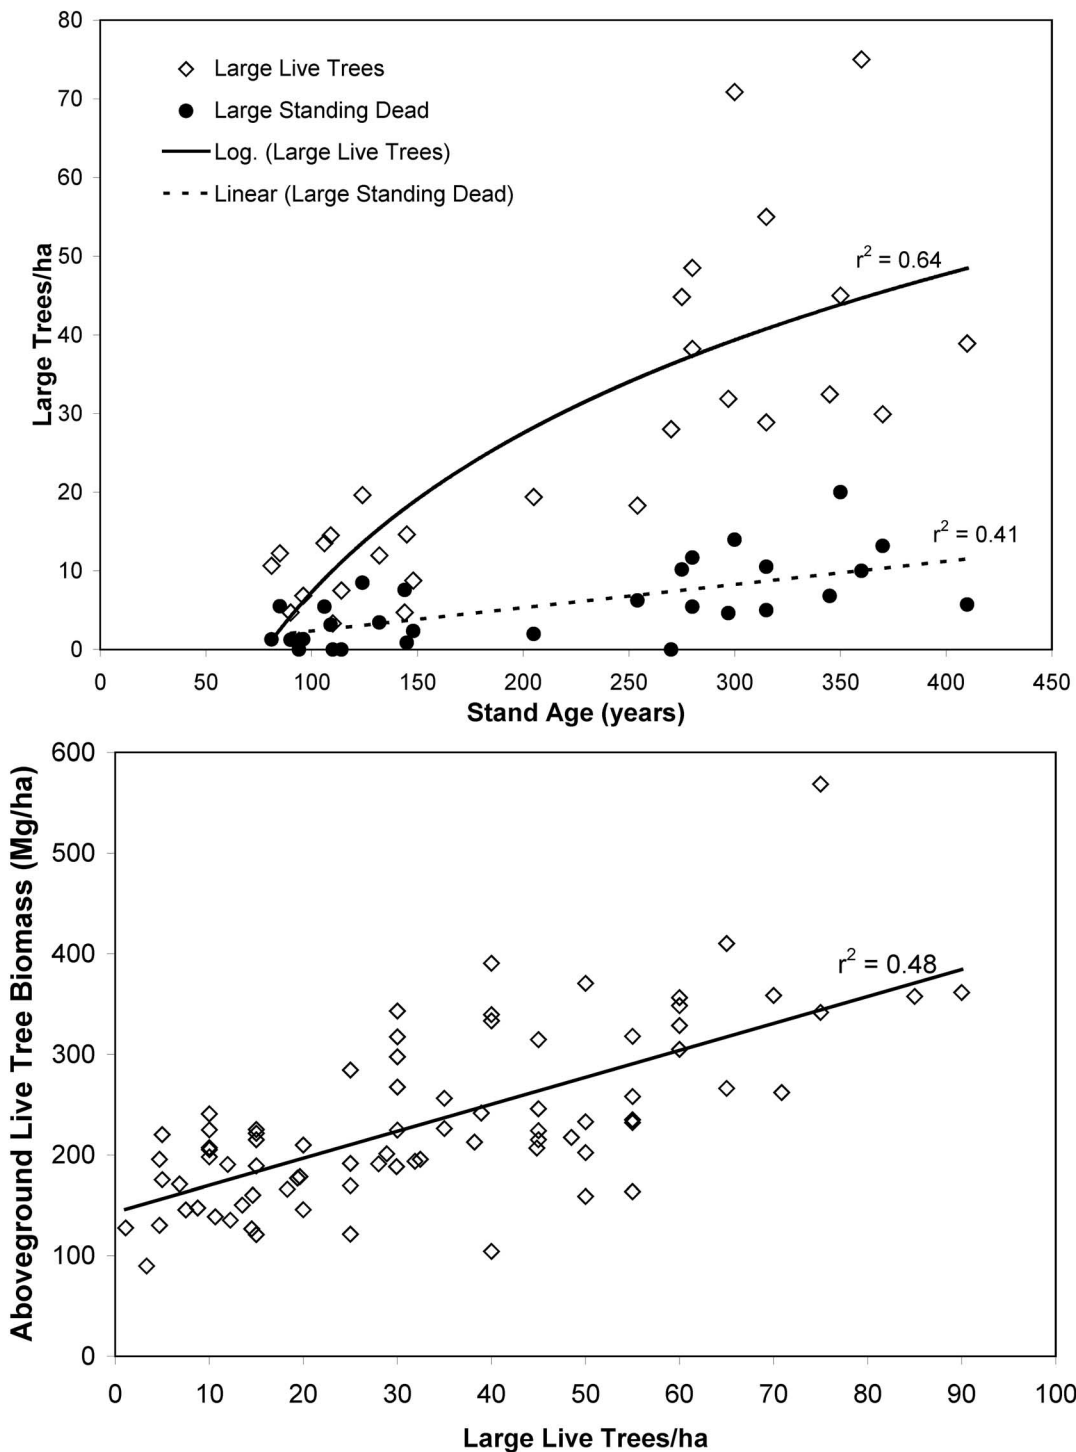 80
70
60
50
40
30
20
10
0
Large Trees/ha
Large Live Trees
Large Standing Dead
Log. (Large Live Trees)
Linear (Large Standing Dead)
r² = 0.64
r² = 0.41
0 50 100 150 200 250 300 350 400 450
Stand Age (years)
600
500
400
300
200
100
0
Aboveground Live Tree Biomass (Mg/ha)
r² = 0.48
0 10 20 30 40 50 60 70 80 90 100
Large Live Trees/ha